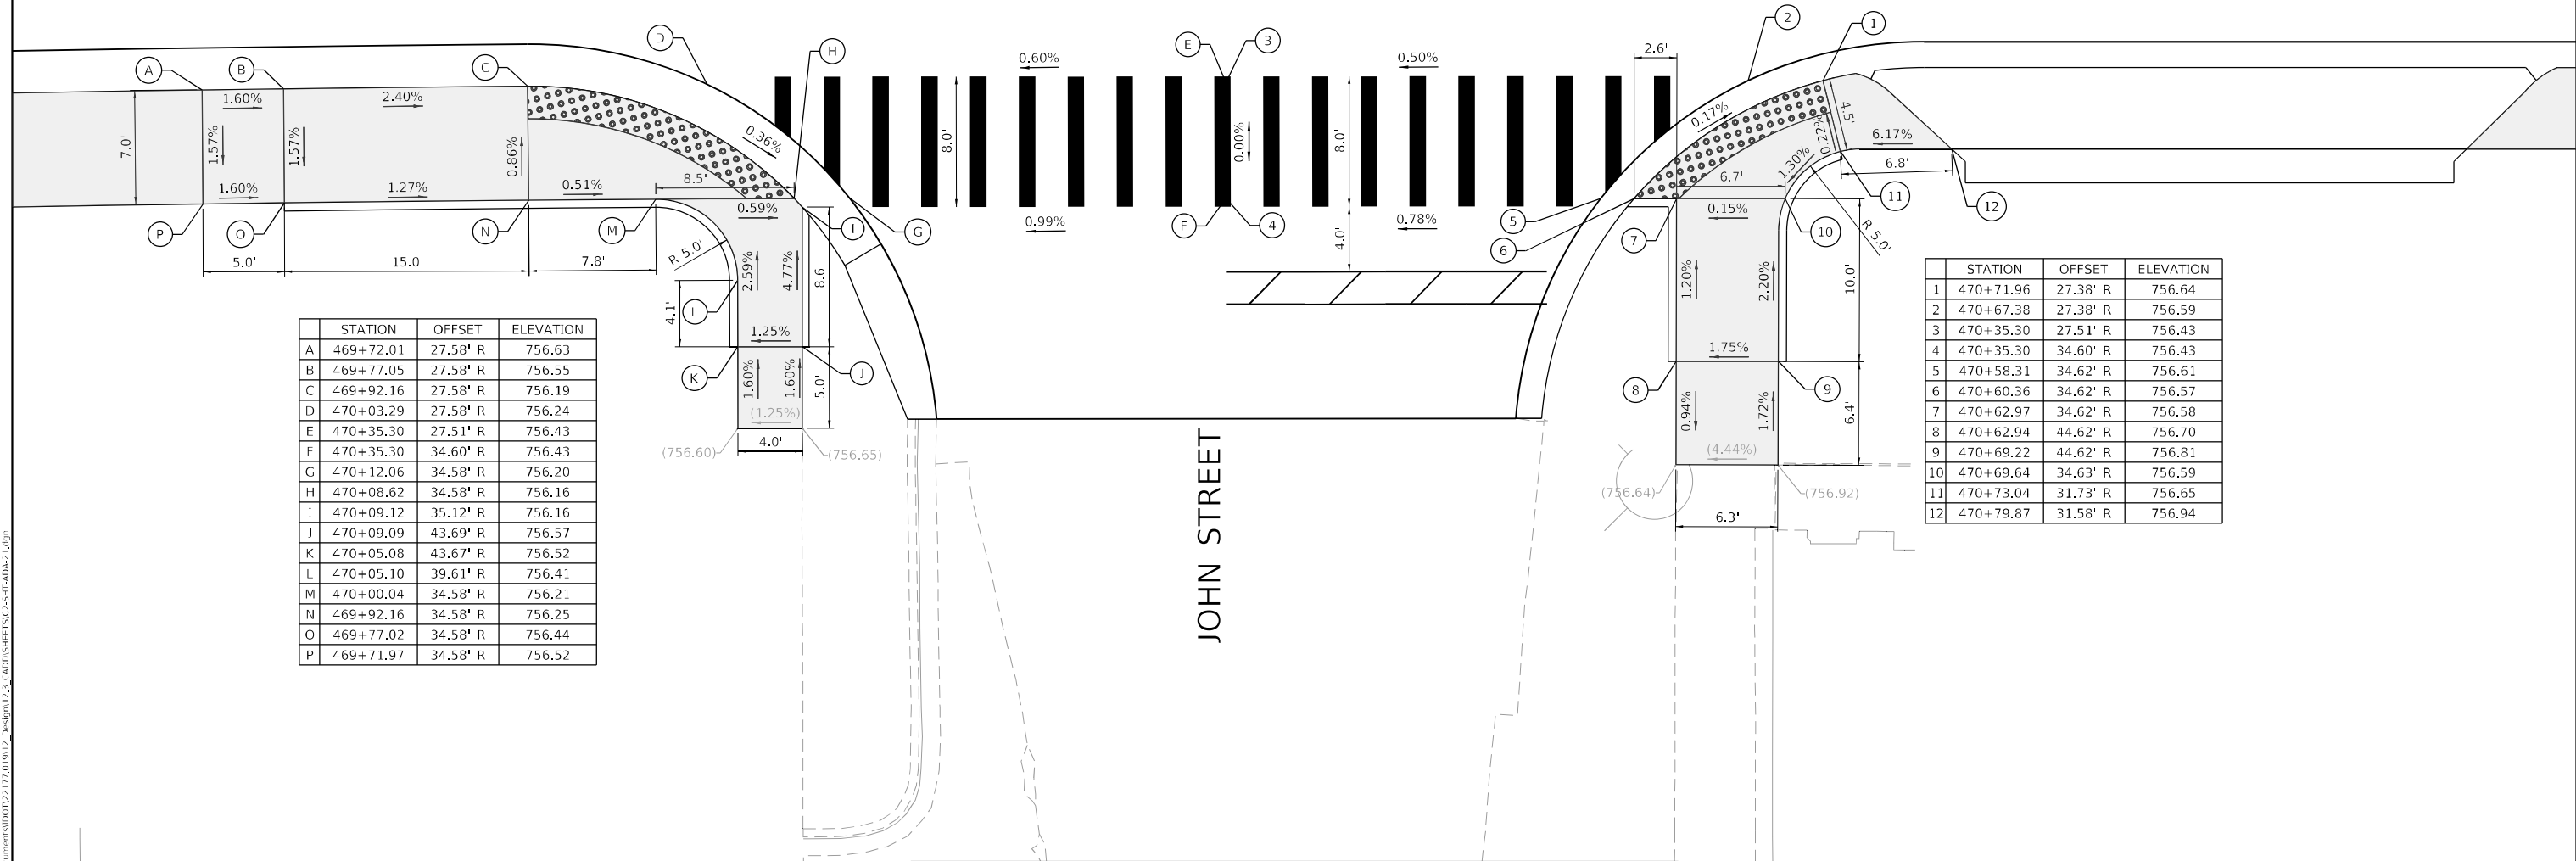 2
1
D
H
E
3
0.60%
0.50%
2.6'
A
B
C
1.60%
2.40%
0.36%
0.17%
4.5'
7.0'
1.57%
1.57%
0.86%
8.0'
0.00%
8.0'
0.22%
6.17%
1.30%
6.8'
1.60%
1.27%
0.51%
8.5'
6.7'
0.59%
0.15%
P
O
N
M
I
G
0.99%
F
4
0.78%
5
6
7
10
11
12
R 5.0'
R 5.0'
5.0'
15.0'
7.8'
4.0'
2.59%
4.77%
8.6'
1.20%
2.20%
10.0'
L
4.1'
1.25%
1.75%
K
J
8
9
1.60%
1.60%
5.0'
(1.25%)
4.0'
(756.60)
(756.65)
0.94%
1.72%
6.4'
(4.44%)
(756.64)
(756.92)
6.3'
JOHN STREET
STATION OFFSET ELEVATION
A 469+72.01 27.58' R 756.63
B 469+77.05 27.58' R 756.55
C 469+92.16 27.58' R 756.19
D 470+03.29 27.58' R 756.24
E 470+35.30 27.51' R 756.43
F 470+35.30 34.60' R 756.43
G 470+12.06 34.58' R 756.20
H 470+08.62 34.58' R 756.16
I 470+09.12 35.12' R 756.16
J 470+09.09 43.69' R 756.57
K 470+05.08 43.67' R 756.52
L 470+05.10 39.61' R 756.41
M 470+00.04 34.58' R 756.21
N 469+92.16 34.58' R 756.25
O 469+77.02 34.58' R 756.44
P 469+71.97 34.58' R 756.52
STATION OFFSET ELEVATION
1 470+71.96 27.38' R 756.64
2 470+67.38 27.38' R 756.59
3 470+35.30 27.51' R 756.43
4 470+35.30 34.60' R 756.43
5 470+58.31 34.62' R 756.61
6 470+60.36 34.62' R 756.57
7 470+62.97 34.62' R 756.58
8 470+62.94 44.62' R 756.70
9 470+69.22 44.62' R 756.81
10 470+69.64 34.63' R 756.59
11 470+73.04 31.73' R 756.65
12 470+79.87 31.58' R 756.94